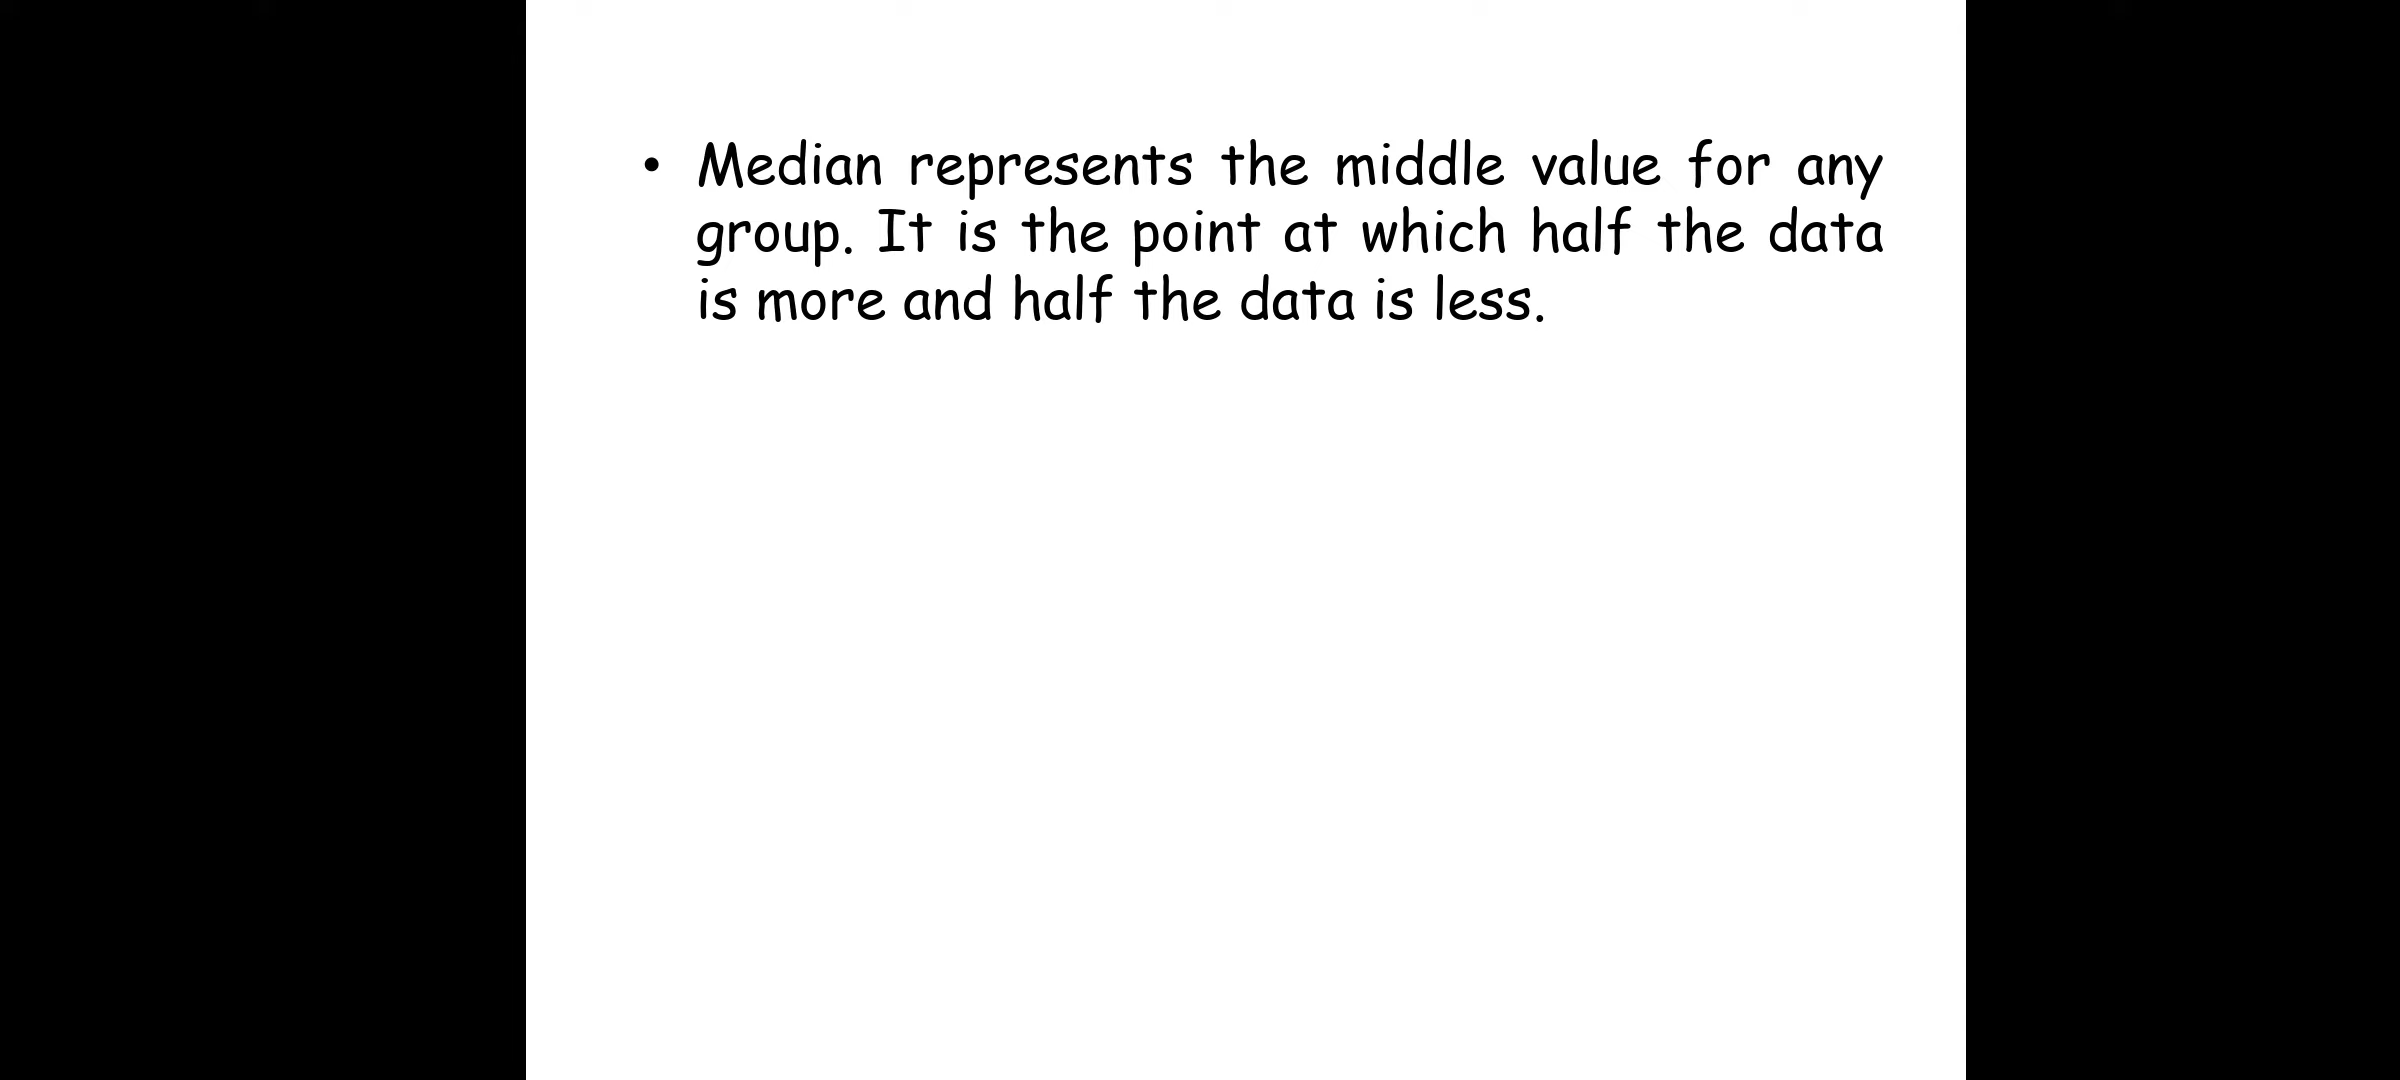 • Median represents the middle value for any
group. It is the point at which half the data
is more and half the data is less.